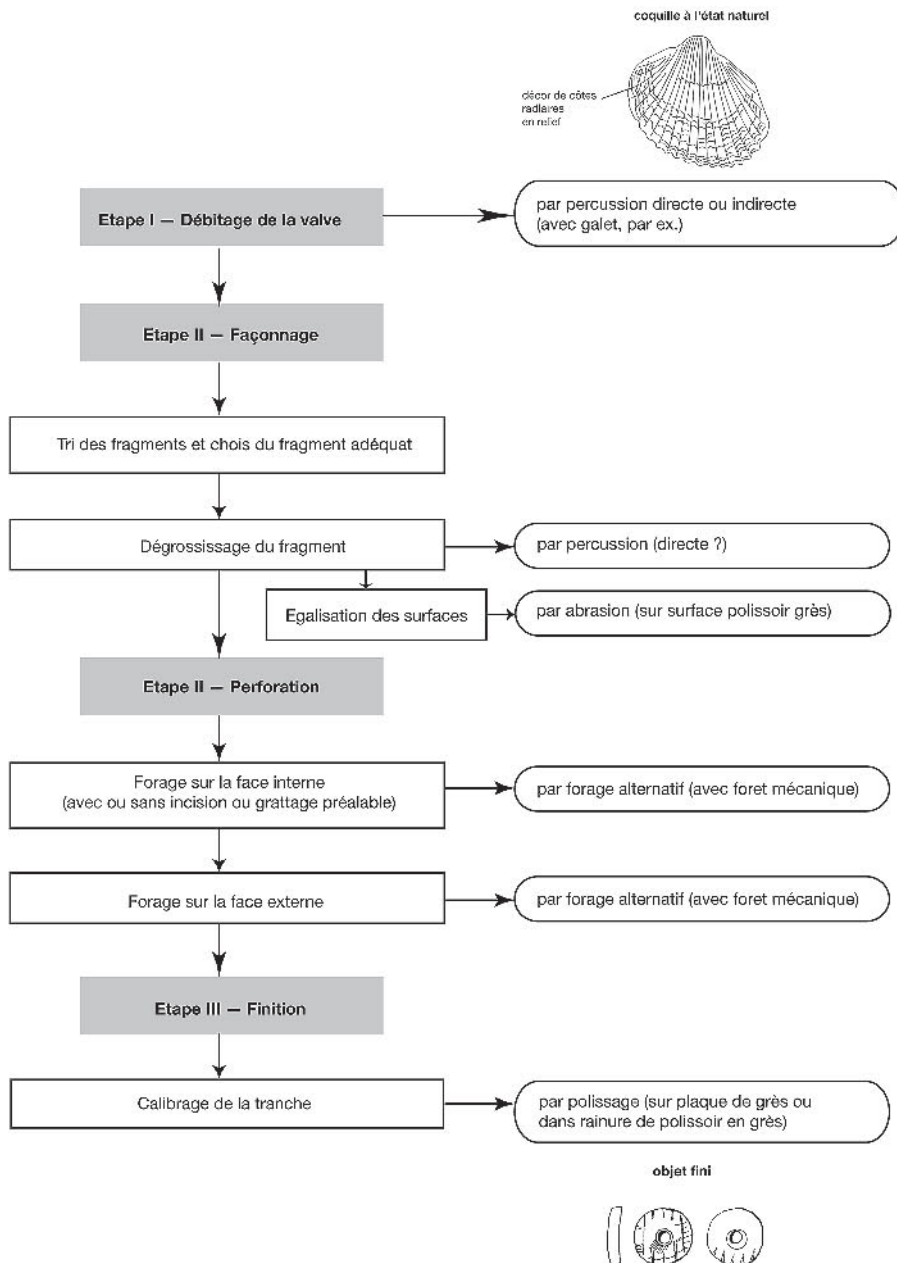 coquille à l'état naturel
décor de côtes
radiaires
en relief
Etape I — Débitage de la valve
par percussion directe ou indirecte
(avec galet, par ex.)
Etape II — Façonnage
Tri des fragments et chois du fragment adéquat
Dégrossissage du fragment
par percussion (directe ?)
Egalisation des surfaces
par abrasion (sur surface polissoir grès)
Etape II — Perforation
Forage sur la face interne
(avec ou sans incision ou grattage préalable)
par forage alternatif (avec foret mécanique)
Forage sur la face externe
par forage alternatif (avec foret mécanique)
Etape III — Finition
Calibrage de la tranche
par polissage (sur plaque de grès ou
dans rainure de polissoir en grès)
objet fini